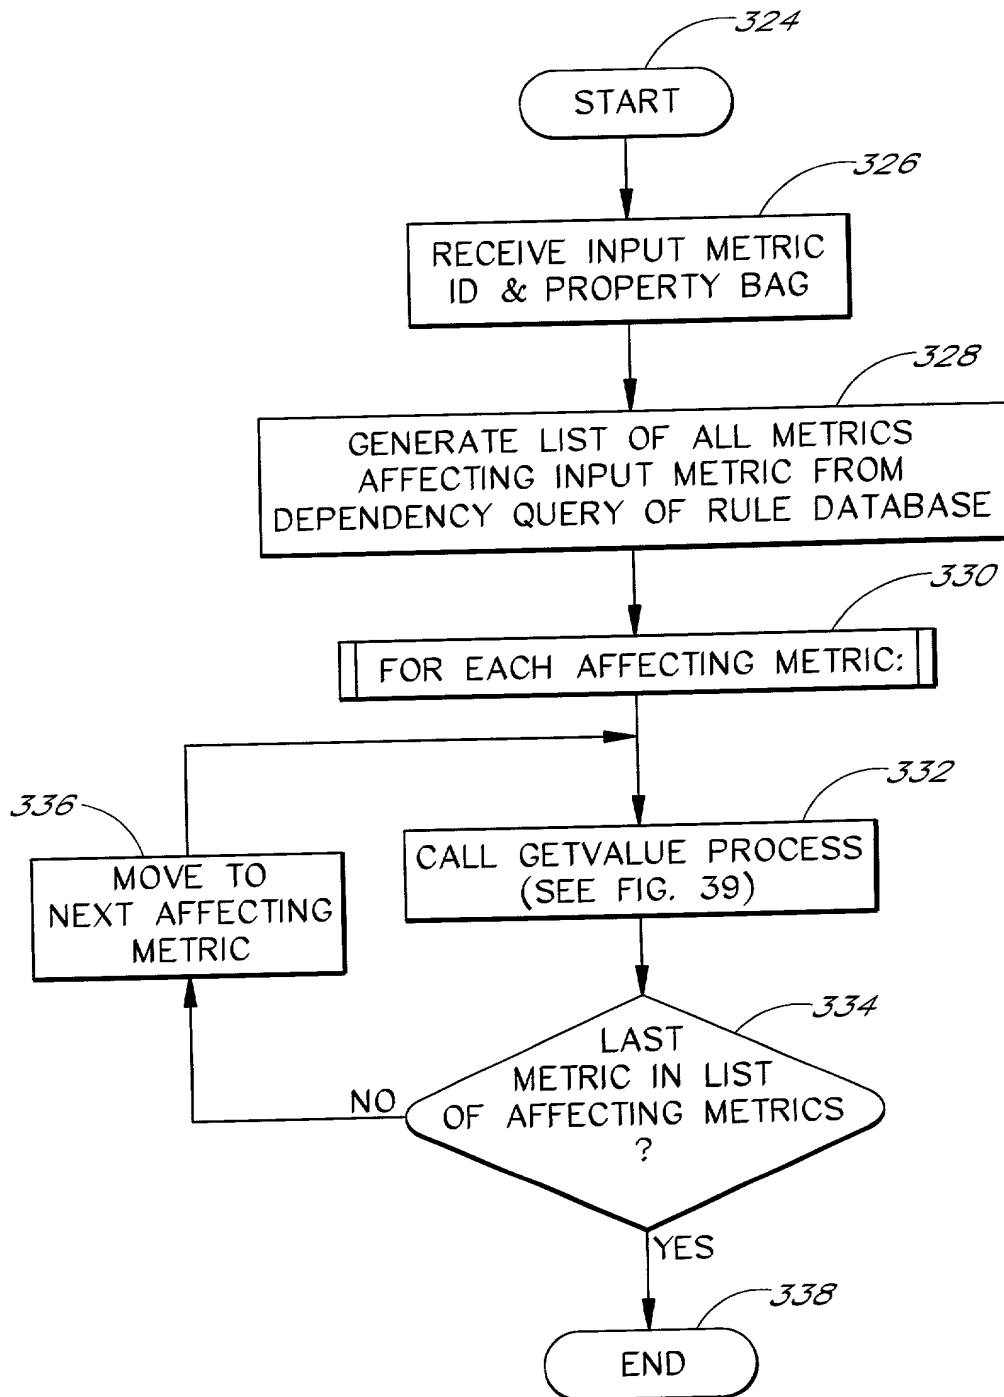 324
START
326
RECEIVE INPUT METRIC
ID & PROPERTY BAG
328
GENERATE LIST OF ALL METRICS
AFFECTING INPUT METRIC FROM
DEPENDENCY QUERY OF RULE DATABASE
330
FOR EACH AFFECTING METRIC:
332
CALL GETVALUE PROCESS
(SEE FIG. 39)
336
MOVE TO
NEXT AFFECTING
METRIC
334
LAST
METRIC IN LIST
OF AFFECTING METRICS
?
NO
YES
338
END